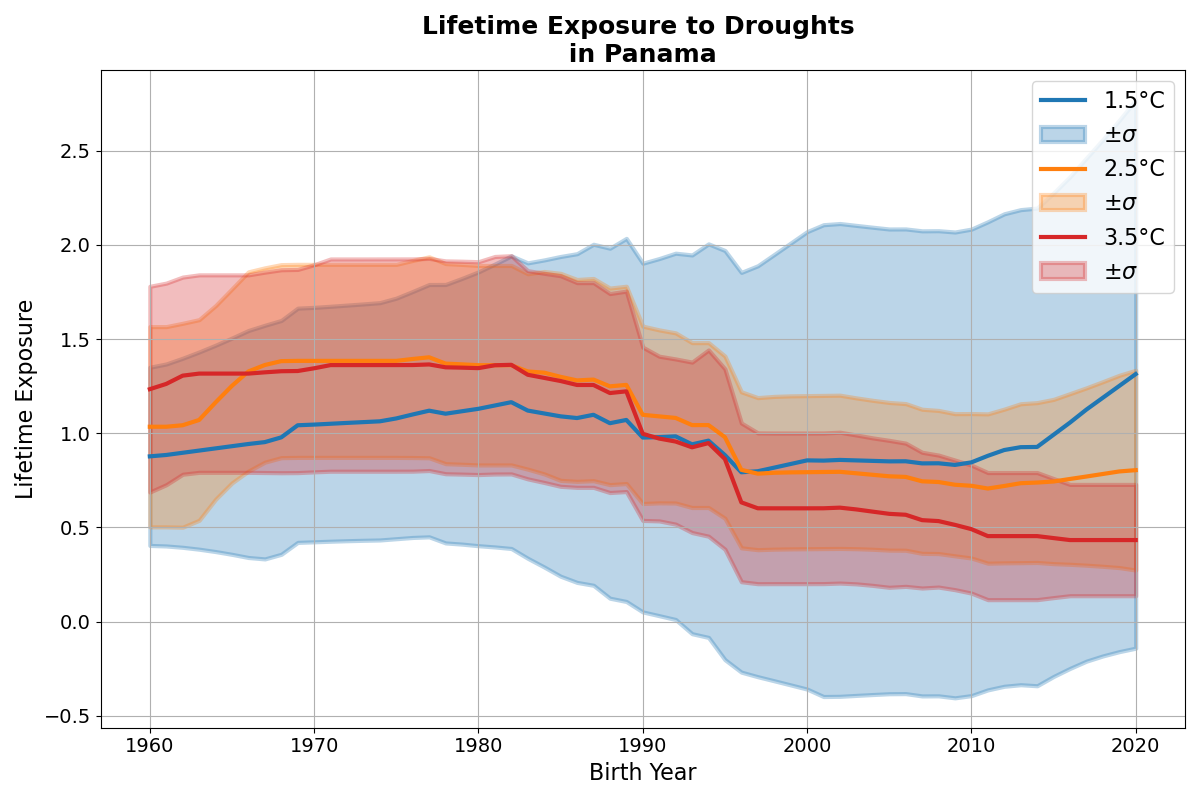 Lifetime Exposure to Droughts
in Panama
1.5°C
±σ
2.5°C
±σ
3.5°C
±σ
Lifetime Exposure
2.5
2.0
1.5
1.0
0.5
0.0
−0.5
1960
1970
1980
1990
2000
2010
2020
Birth Year